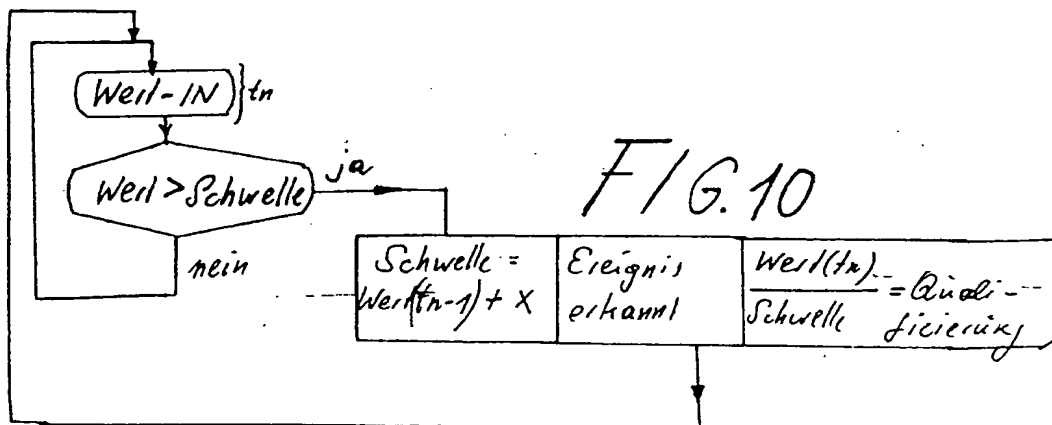 Wert-IN } tn
Wert > Schwelle
ja
nein
FIG. 10
Schwelle =
Wert(tn-1) + X
Ereignis
erkannt
Wert(tn)
Schwelle
= Quali-
fizierung